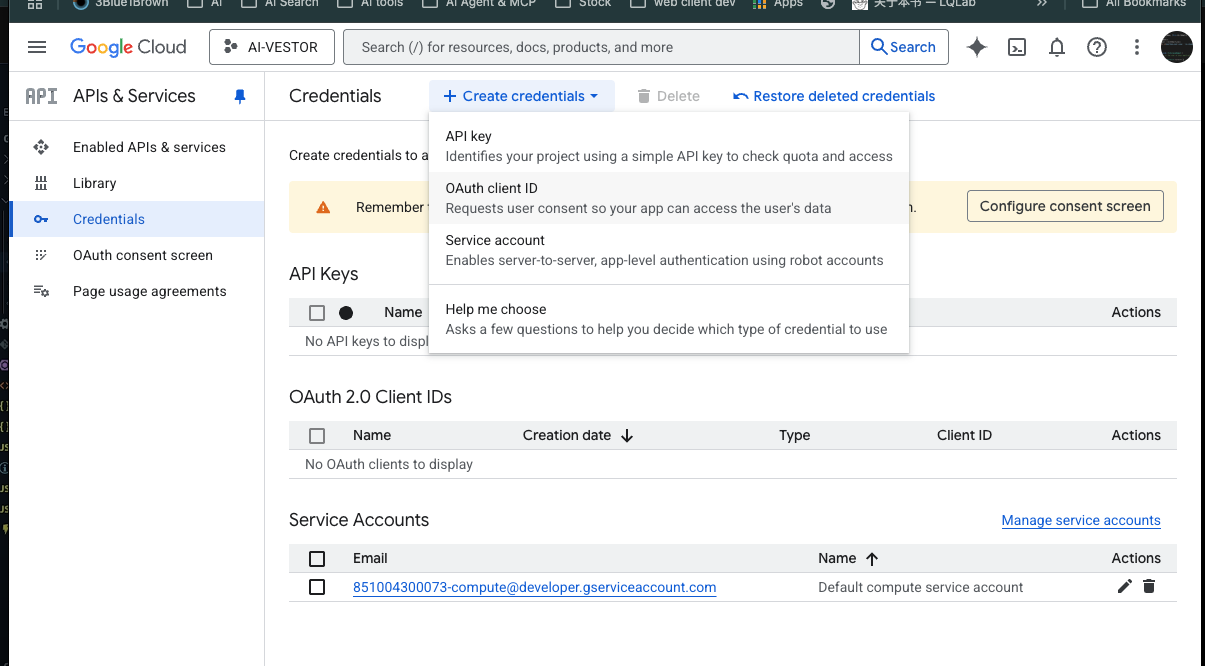 3Blue1Brown
AI
AI Search
AI tools
AI Agent & MCP
Stock
web client dev
Apps
关于本书 — LQLab
»
All Bookmarks
Google Cloud
AI-VESTOR
Search (/) for resources, docs, products, and more
Search
API
APIs & Services
Credentials
+ Create credentials
Delete
Restore deleted credentials
Enabled APIs & services
Library
Credentials
OAuth consent screen
Page usage agreements
Create credentials to a
API key
Identifies your project using a simple API key to check quota and access
OAuth client ID
Requests user consent so your app can access the user's data
Service account
Enables server-to-server, app-level authentication using robot accounts
Help me choose
Asks a few questions to help you decide which type of credential to use
Remember
n.
Configure consent screen
API Keys
Name
Actions
No API keys to displ
OAuth 2.0 Client IDs
Name
Creation date
Type
Client ID
Actions
No OAuth clients to display
Service Accounts
Manage service accounts
Email
Name
Actions
851004300073-compute@developer.gserviceaccount.com
Default compute service account